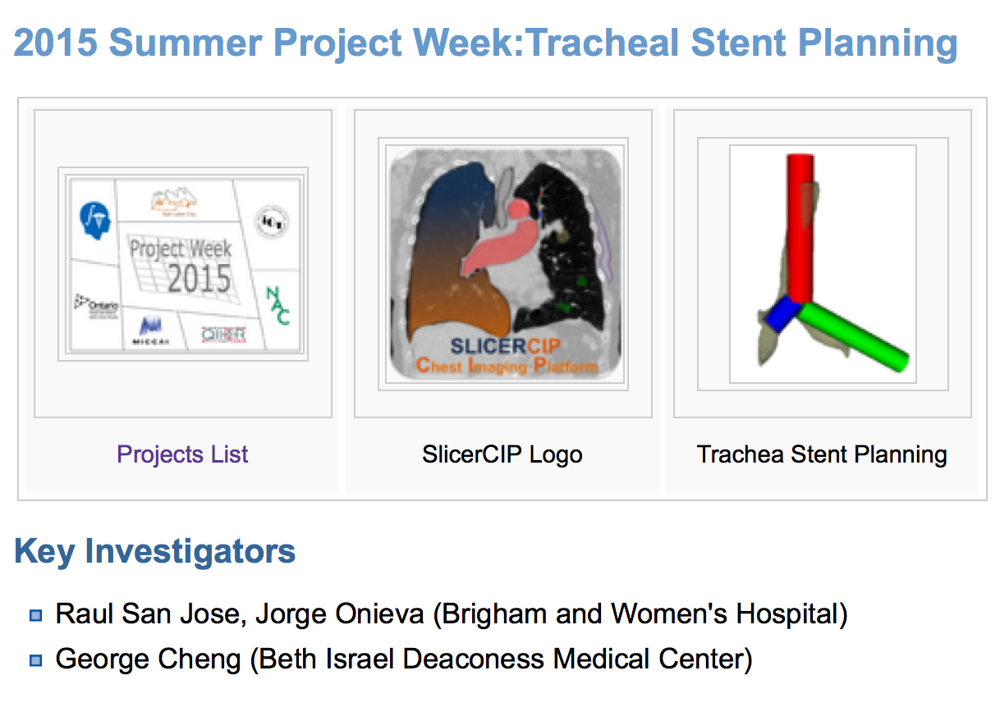 2015 Summer Project Week:Tracheal Stent Planning
Project Week
2015
Ontario
MICCAI
NAC
SLICERCIP
Chest Imaging Platform
Projects List
SlicerCIP Logo
Trachea Stent Planning
Key Investigators
Raul San Jose, Jorge Onieva (Brigham and Women's Hospital)
George Cheng (Beth Israel Deaconess Medical Center)